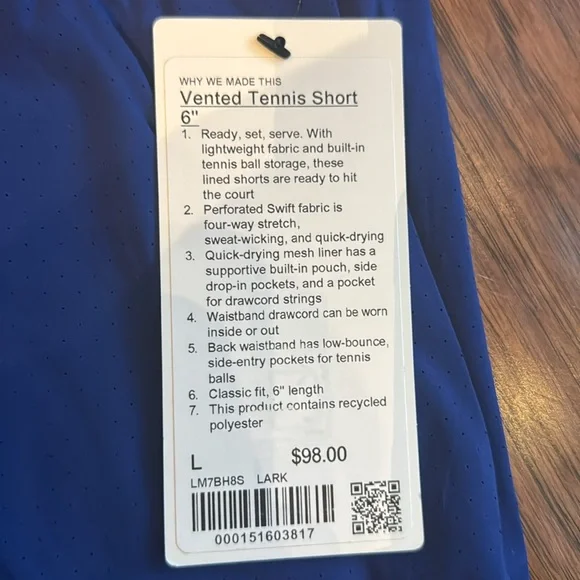 WHY WE MADE THIS
Vented Tennis Short
6"
1. Ready, set, serve. With
lightweight fabric and built-in
tennis ball storage, these
lined shorts are ready to hit
the court
2. Perforated Swift fabric is
four-way stretch,
sweat-wicking, and quick-drying
3. Quick-drying mesh liner has a
supportive built-in pouch, side
drop-in pockets, and a pocket
for drawcord strings
4. Waistband drawcord can be worn
inside or out
5. Back waistband has low-bounce,
side-entry pockets for tennis
balls
6. Classic fit, 6" length
7. This product contains recycled
polyester
L $98.00
LM7BH8S LARK
000151603817